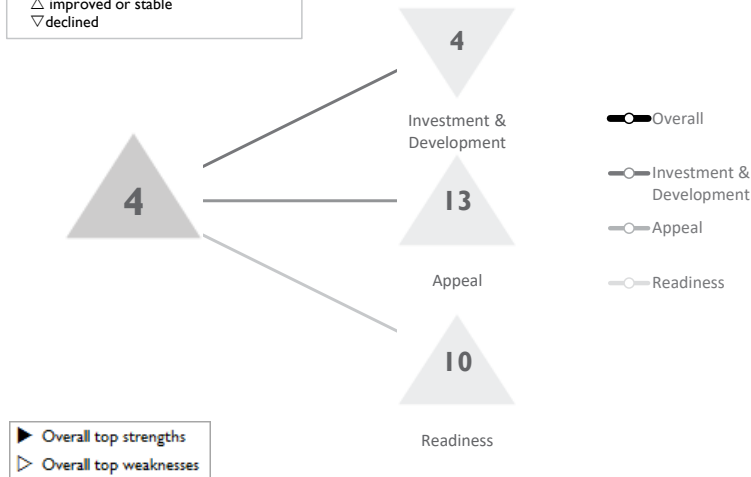 △ improved or stable
▽ declined
4
Investment &
Development
4
13
Appeal
10
Readiness
Overall
Investment &
Development
Appeal
Readiness
▶ Overall top strengths
▷ Overall top weaknesses